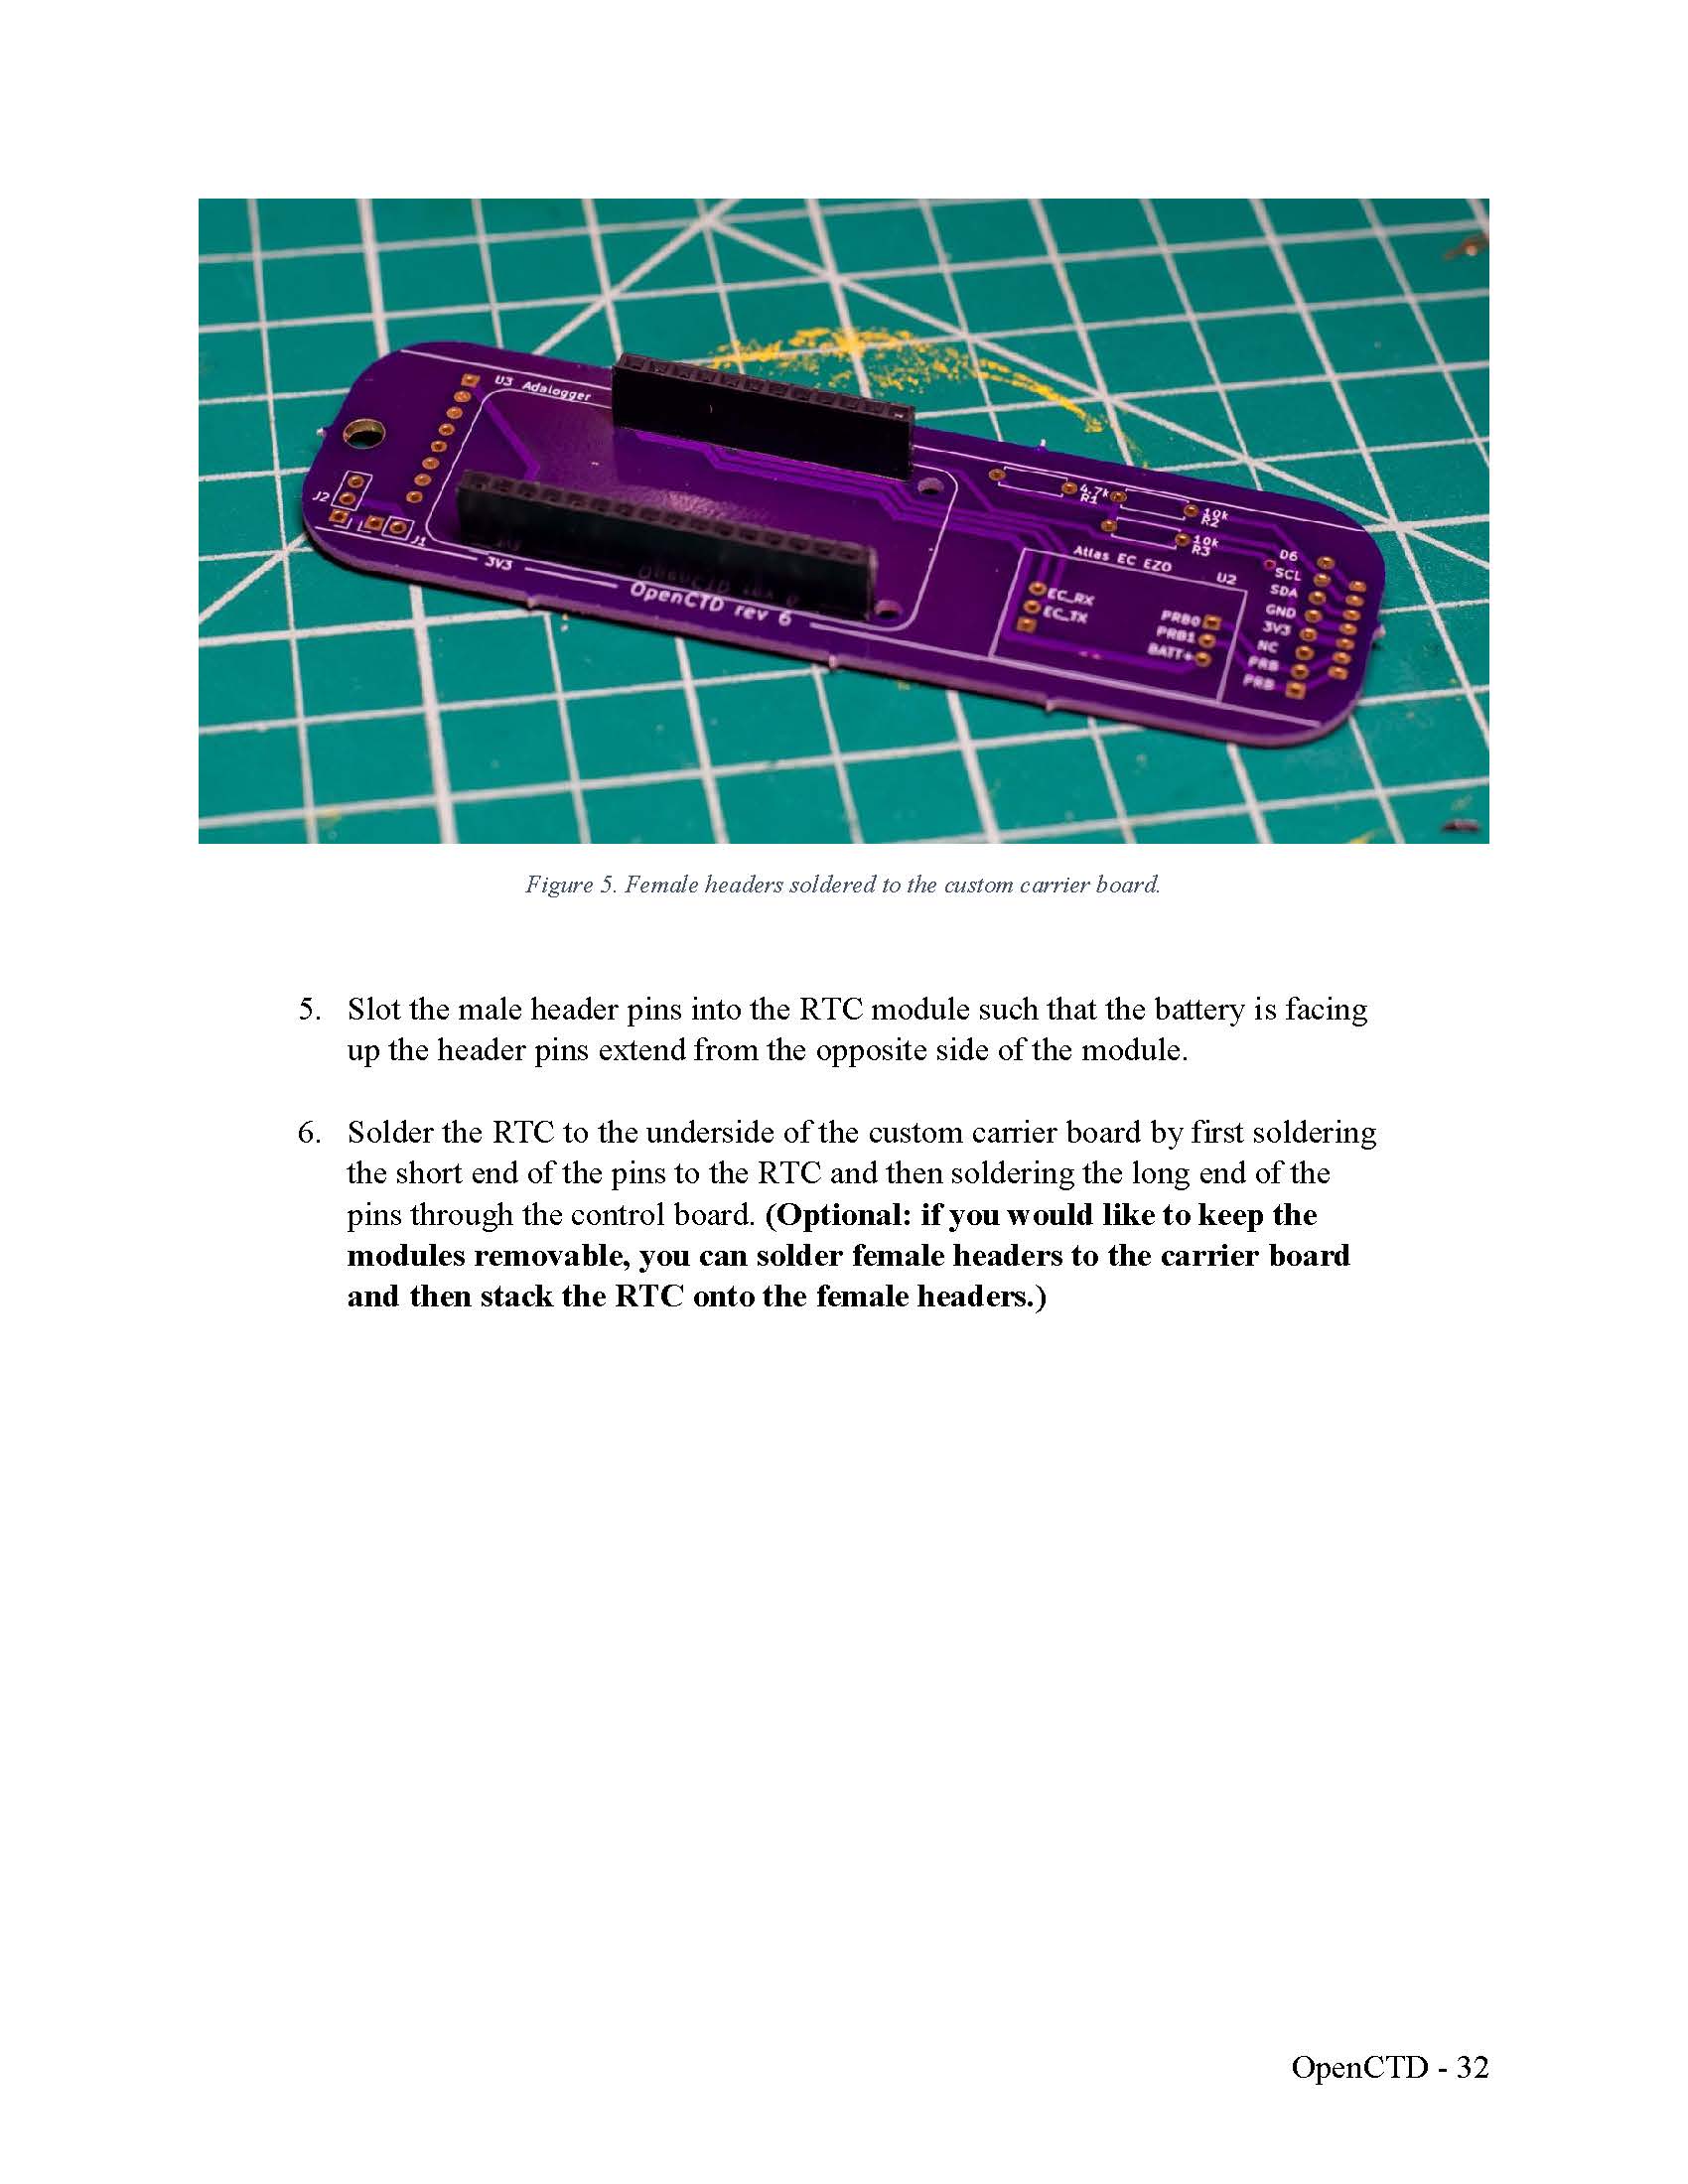 U3 Adalogger
J2
J1
3V3
OpenCTD rev 6
4.7k
R1
10k
R2
10k
R3
Atlas EC EZO
U2
EC_RX
EC_TX
PRB0
PRB1
BATT+
D6
SCL
SDA
GND
3V3
NC
PRB
PRB
Figure 5. Female headers soldered to the custom carrier board.
5. Slot the male header pins into the RTC module such that the battery is facing
up the header pins extend from the opposite side of the module.
6. Solder the RTC to the underside of the custom carrier board by first soldering
the short end of the pins to the RTC and then soldering the long end of the
pins through the control board. (Optional: if you would like to keep the
modules removable, you can solder female headers to the carrier board
and then stack the RTC onto the female headers.)
OpenCTD - 32